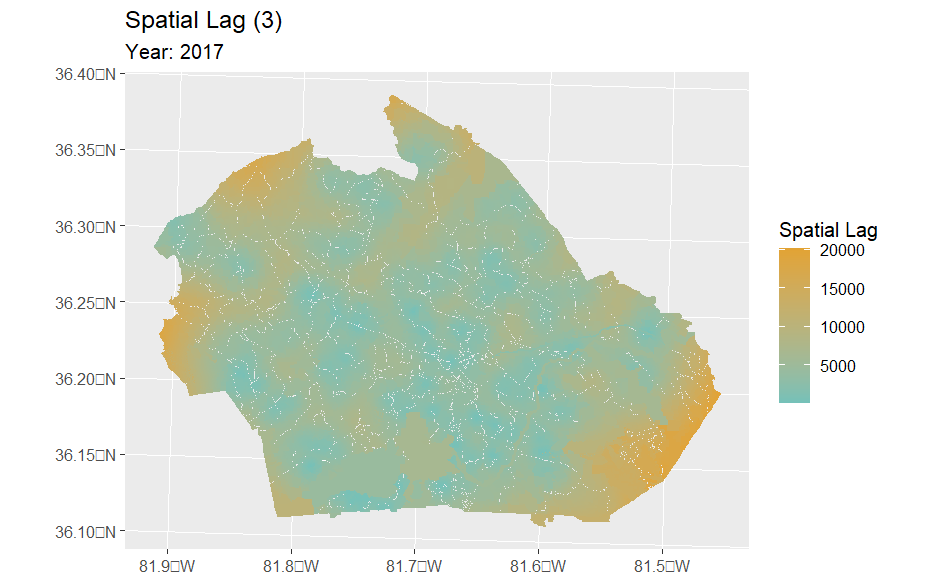 Spatial Lag (3)
Year: 2017
36.40□N
36.35□N
36.30□N
36.25□N
36.20□N
36.15□N
36.10□N
81.9□W
81.8□W
81.7□W
81.6□W
81.5□W
Spatial Lag
20000
15000
10000
5000